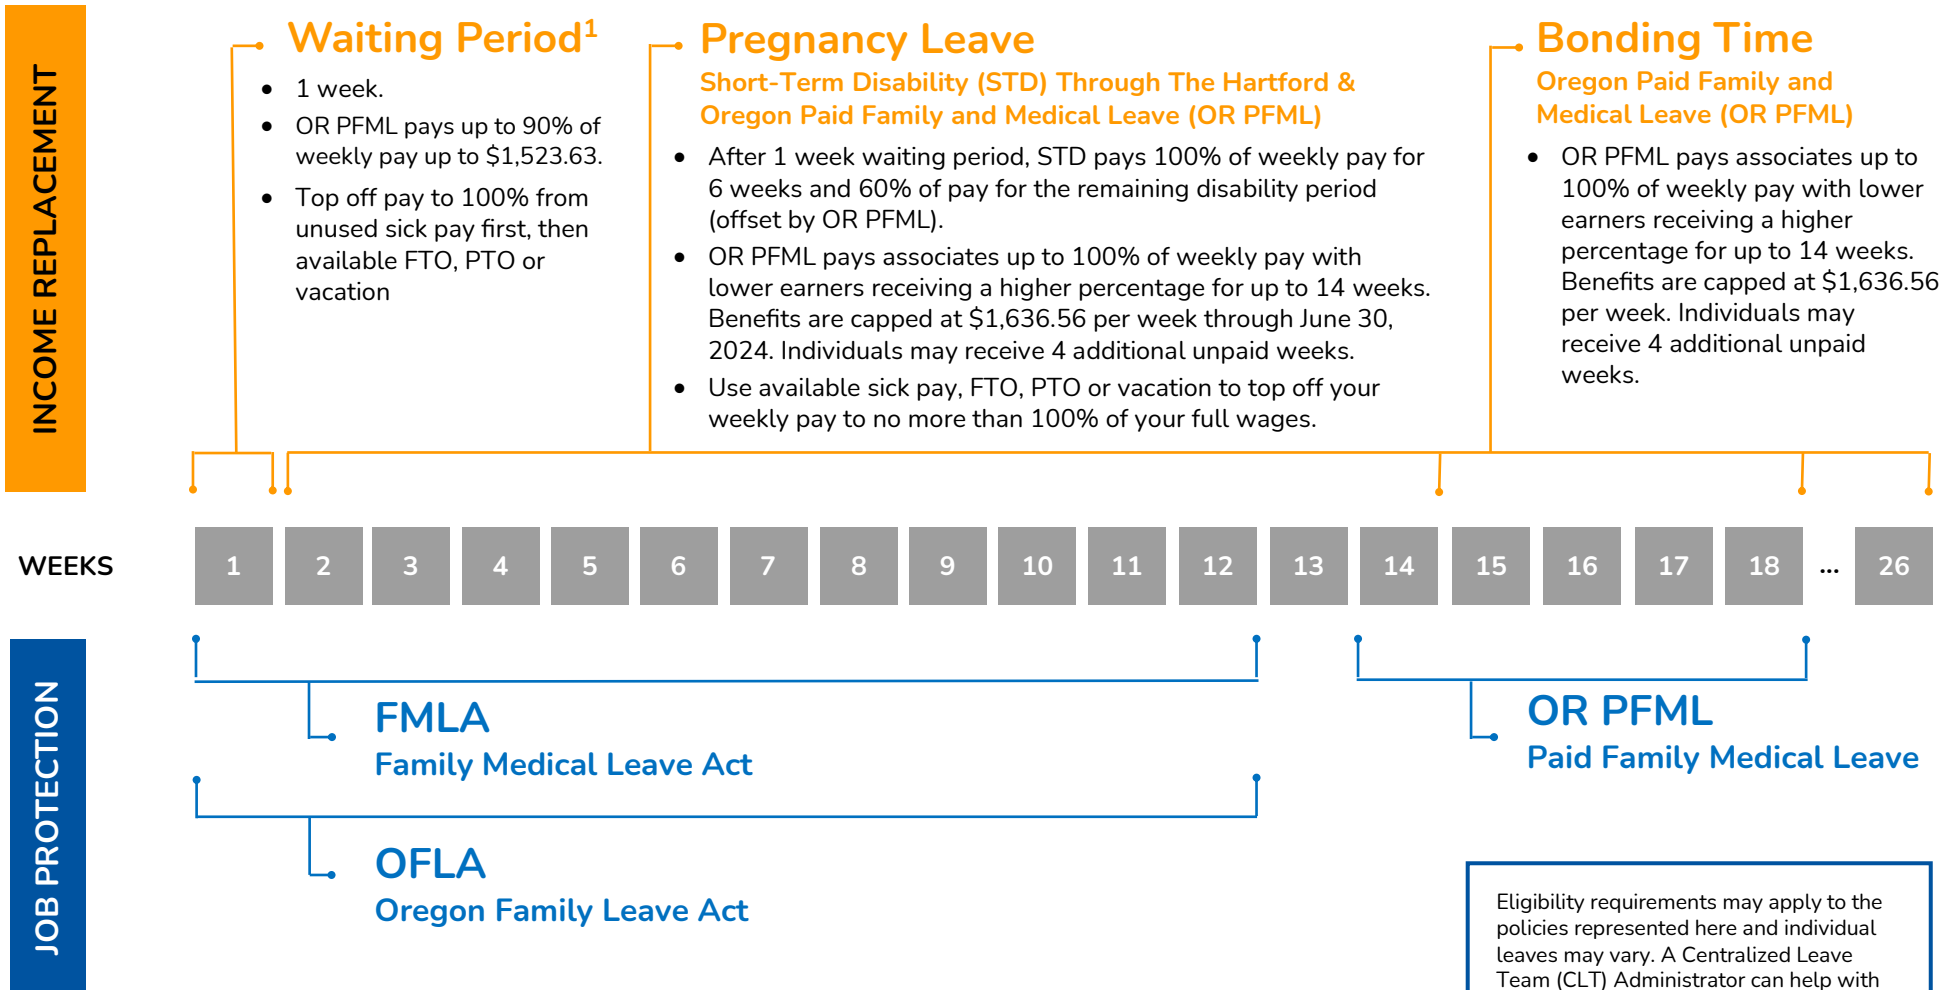 INCOME REPLACEMENT
Waiting Period¹
• 1 week.
• OR PFML pays up to 90% of
weekly pay up to $1,523.63.
• Top off pay to 100% from
unused sick pay first, then
available FTO, PTO or
vacation
Pregnancy Leave
Short-Term Disability (STD) Through The Hartford &
Oregon Paid Family and Medical Leave (OR PFML)
• After 1 week waiting period, STD pays 100% of weekly pay for
6 weeks and 60% of pay for the remaining disability period
(offset by OR PFML).
• OR PFML pays associates up to 100% of weekly pay with
lower earners receiving a higher percentage for up to 14 weeks.
Benefits are capped at $1,636.56 per week through June 30,
2024. Individuals may receive 4 additional unpaid weeks.
• Use available sick pay, FTO, PTO or vacation to top off your
weekly pay to no more than 100% of your full wages.
Bonding Time
Oregon Paid Family and
Medical Leave (OR PFML)
• OR PFML pays associates up to
100% of weekly pay with lower
earners receiving a higher
percentage for up to 14 weeks.
Benefits are capped at $1,636.56
per week. Individuals may
receive 4 additional unpaid
weeks.
WEEKS 1 2 3 4 5 6 7 8 9 10 11 12 13 14 15 16 17 18 ... 26
JOB PROTECTION
FMLA
Family Medical Leave Act
OR PFML
Paid Family Medical Leave
OFLA
Oregon Family Leave Act
Eligibility requirements may apply to the
policies represented here and individual
leaves may vary. A Centralized Leave
Team (CLT) Administrator can help with